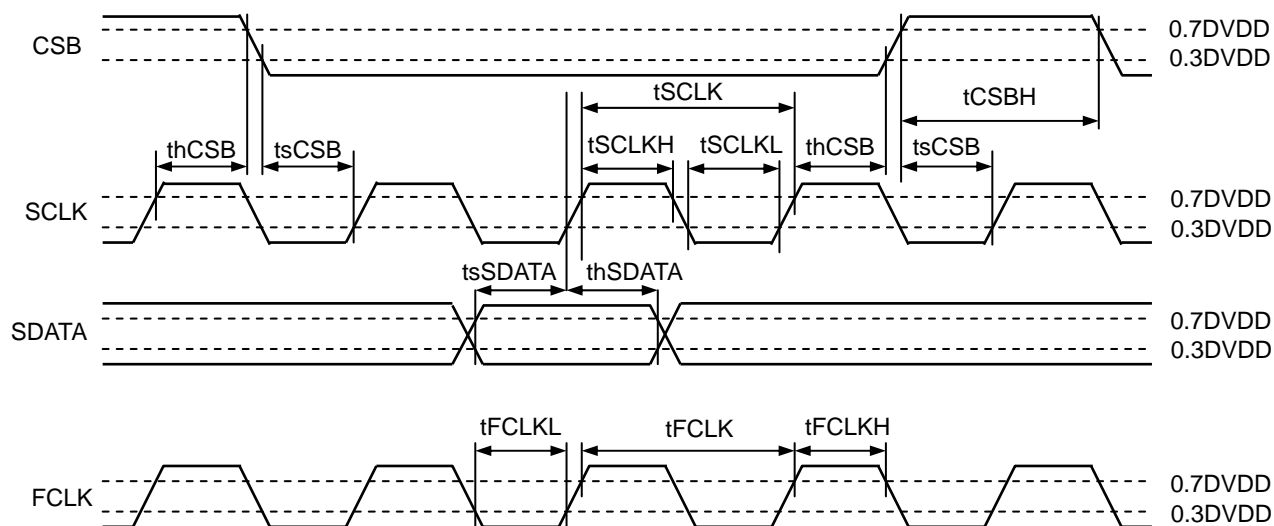 CSB
0.7DVDD
0.3DVDD
tSCLK
tCSBH
thCSB
tsCSB
tSCLKH
tSCLKL
thCSB
tsCSB
SCLK
0.7DVDD
0.3DVDD
tsSDATA
thSDATA
SDATA
0.7DVDD
0.3DVDD
tFCLKL
tFCLK
tFCLKH
FCLK
0.7DVDD
0.3DVDD